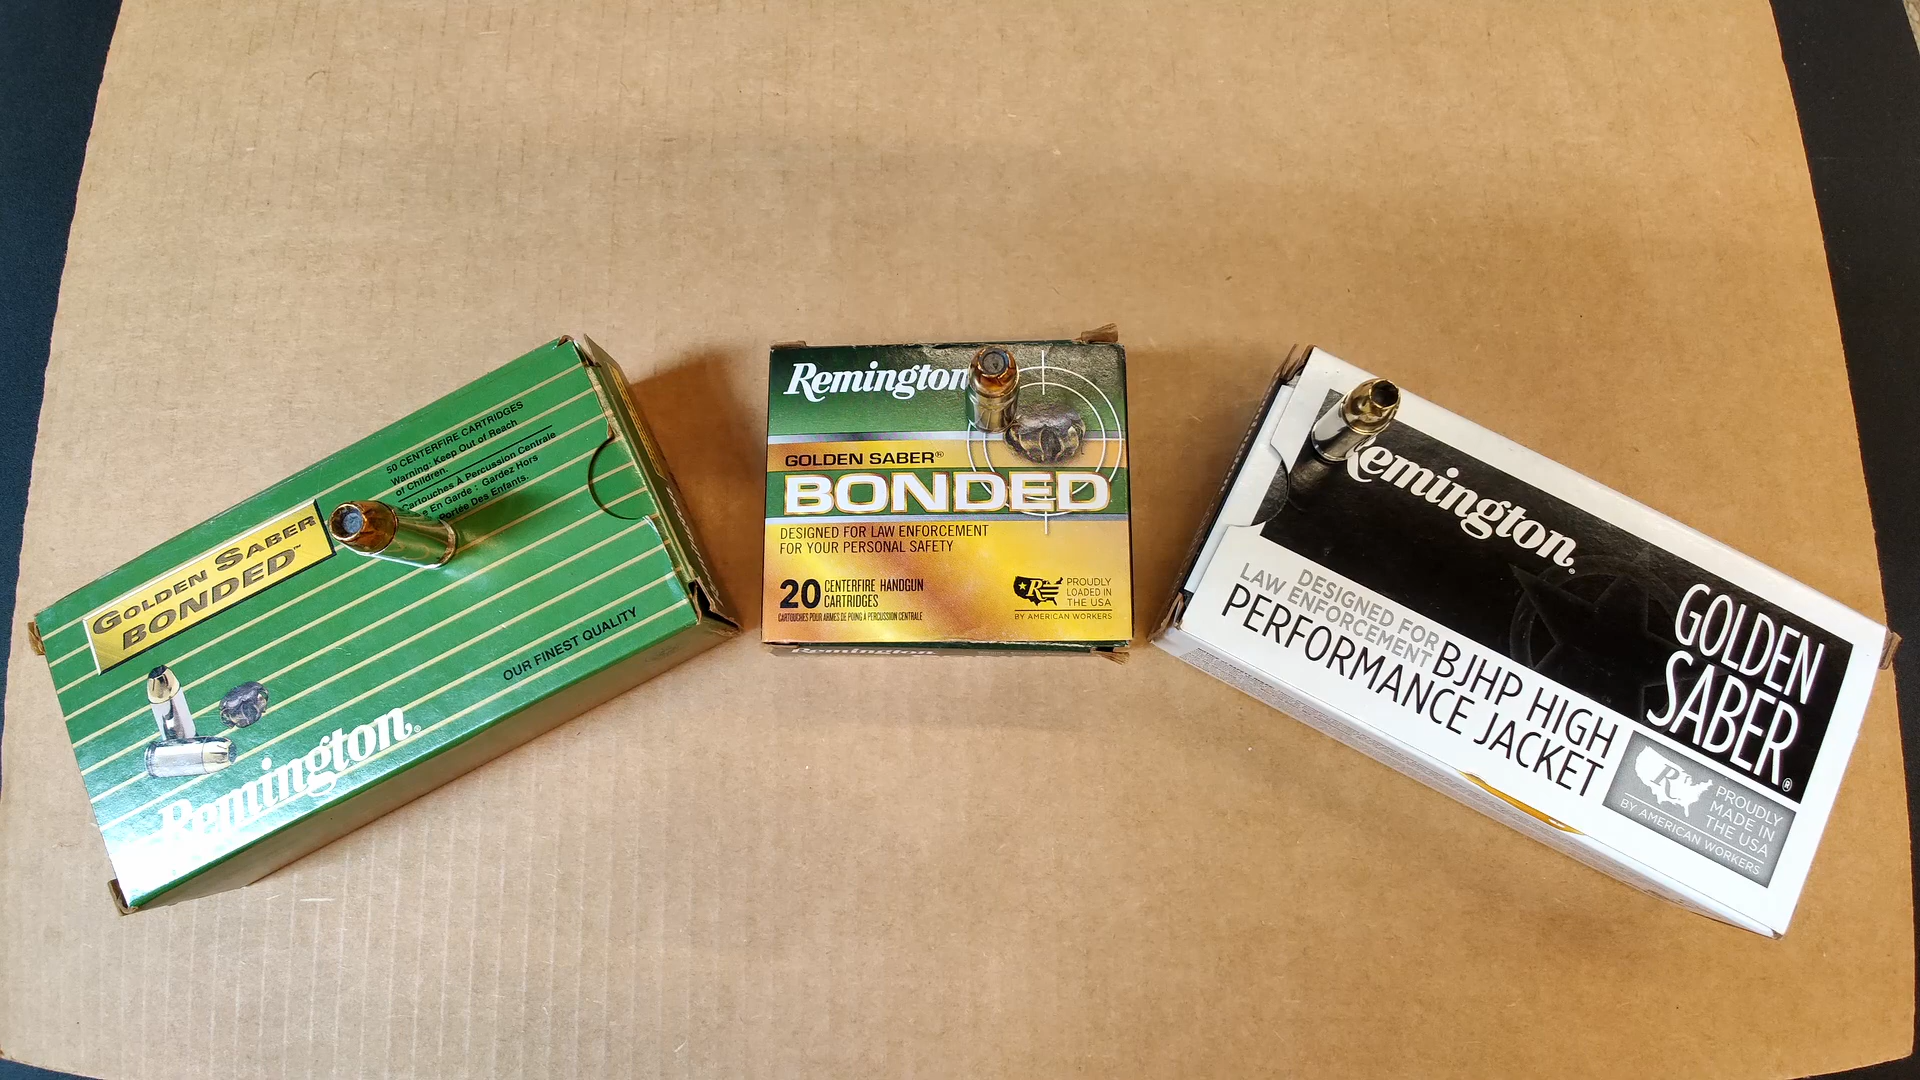 50 CENTERFIRE CARTRIDGES
Warning: Keep Out of Reach
of Children.
Cartouches À Percussion Centrale
En Garde : Gardez Hors
Portée Des Enfants.
GOLDEN SABER
BONDED™
OUR FINEST QUALITY
Remington®
Remington
GOLDEN SABER®
BONDED
DESIGNED FOR LAW ENFORCEMENT
FOR YOUR PERSONAL SAFETY
20 CENTERFIRE HANDGUN
CARTRIDGES
CARTOUCHES POUR ARMES DE POING À PERCUSSION CENTRALE
R
PROUDLY
LOADED IN
THE USA
BY AMERICAN WORKERS
Remington
Remington®
GOLDEN
SABER®
DESIGNED FOR
LAW ENFORCEMENT
BJHP HIGH
PERFORMANCE JACKET
R
PROUDLY
MADE IN
THE USA
BY AMERICAN WORKERS